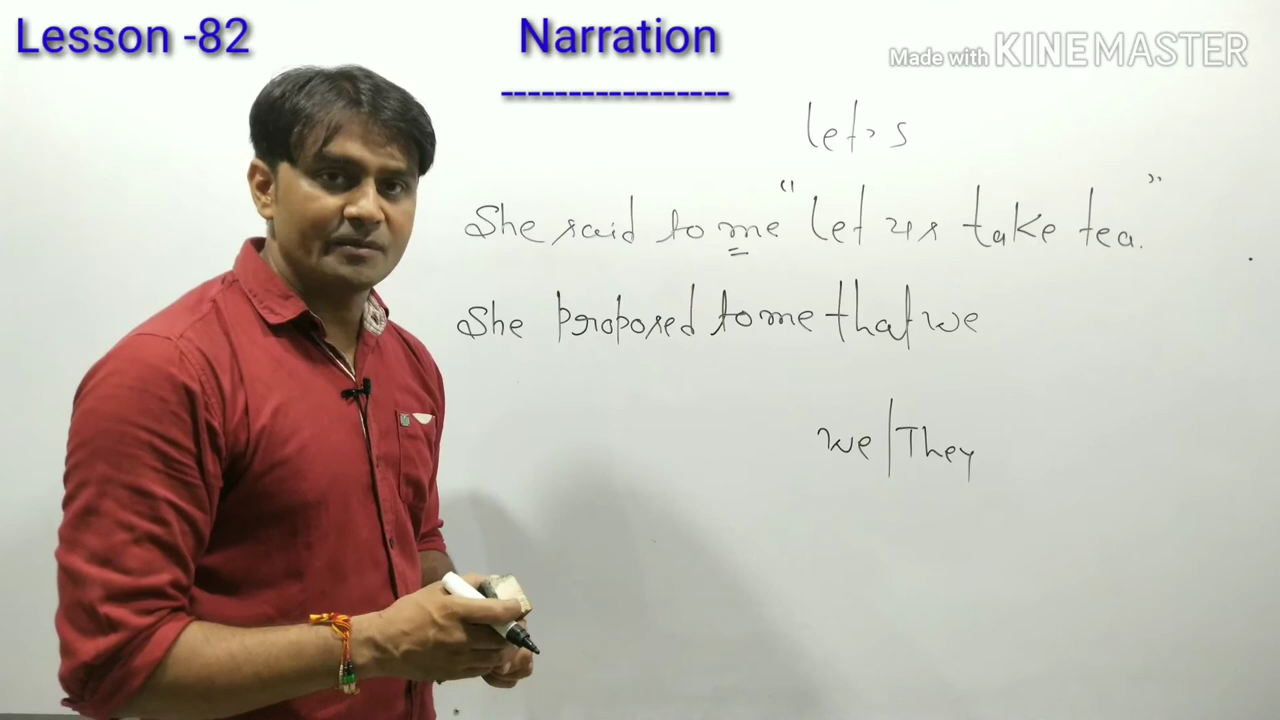 Lesson -82
Narration
Made with KINEMASTER
Let's
She said to me "Let us take tea."
She proposed to me that we
we | They